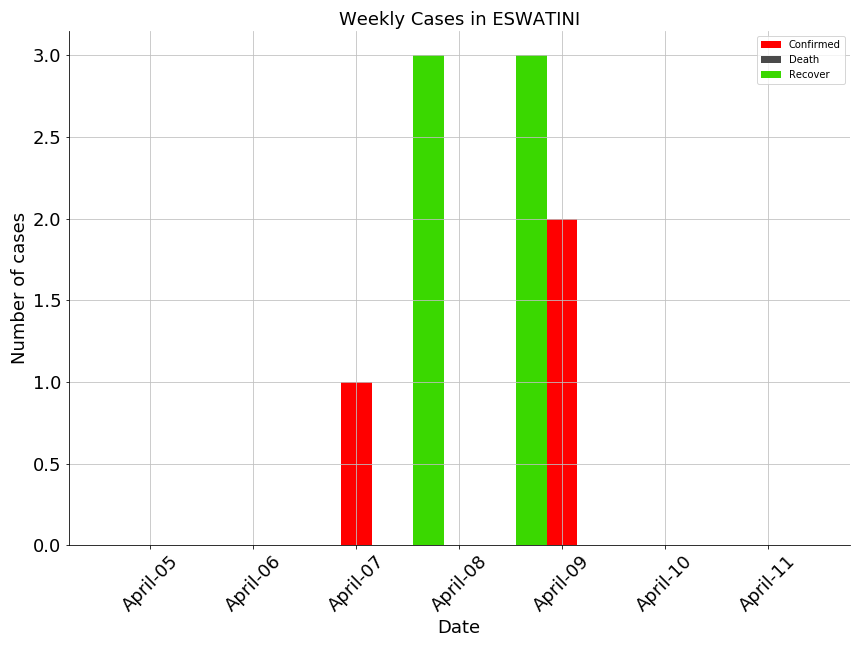 Weekly Cases in ESWATINI
Confirmed
Death
Recover
Number of cases
3.0
2.5
2.0
1.5
1.0
0.5
0.0
April-05
April-06
April-07
April-08
April-09
April-10
April-11
Date